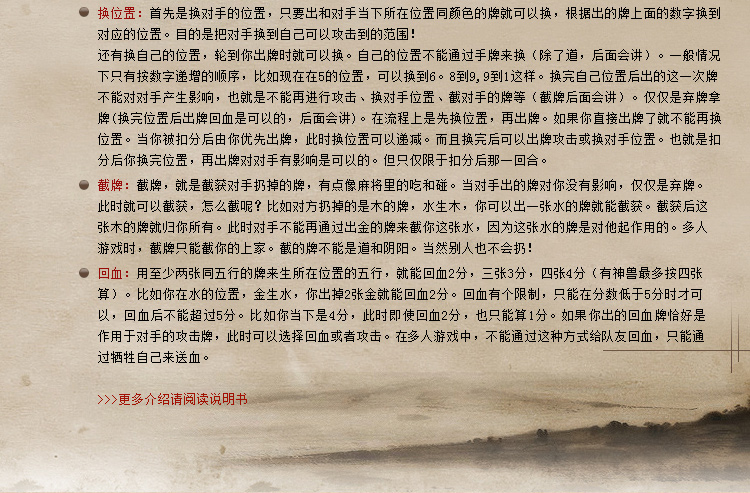 换位置：首先是换对手的位置，只要出和对手当下所在位置同颜色的牌就可以换，根据出的牌上面的数字换到
对应的位置。目的是把对手换到自己可以攻击到的范围！
还有换自己的位置，轮到你出牌时就可以换。自己的位置不能通过手牌来换（除了道，后面会讲）。一般情况
下只有按数字递增的顺序，比如现在在5的位置，可以换到6。8到9,9到1这样。换完自己位置后出的这一次牌
不能对对手产生影响，也就是不能再进行攻击、换对手位置、截对手的牌等（截牌后面会讲）。仅仅是弃牌拿
牌(换完位置后出牌回血是可以的，后面会讲)。在流程上是先换位置，再出牌。如果你直接出牌了就不能再换
位置。当你被扣分后由你优先出牌，此时换位置可以递减。而且换完后可以出牌攻击或换对手位置。也就是扣
分后你换完位置，再出牌对对手有影响是可以的。但只仅限于扣分后那一回合。
截牌：截牌，就是截获对手扔掉的牌，有点像麻将里的吃和碰。当对手出的牌对你没有影响，仅仅是弃牌。
此时就可以截获，怎么截呢？比如对方扔掉的是木的牌，水生木，你可以出一张水的牌就能截获。截获后这
张木的牌就归你所有。此时对手不能再通过出金的牌来截你这张水，因为这张水的牌是对他起作用的。多人
游戏时，截牌只能截你的上家。截的牌不能是道和阴阳。当然别人也不会扔！
回血：用至少两张同五行的牌来生所在位置的五行，就能回血2分，三张3分，四张4分（有神兽最多按四张
算）。比如你在水的位置，金生水，你出掉2张金就能回血2分。回血有个限制，只能在分数低于5分时才可
以，回血后不能超过5分。比如你当下是4分，此时即使回血2分，也只能算1分。如果你出的回血牌恰好是
作用于对手的攻击牌，此时可以选择回血或者攻击。在多人游戏中，不能通过这种方式给队友回血，只能通
过牺牲自己来送血。
>>>更多介绍请阅读说明书